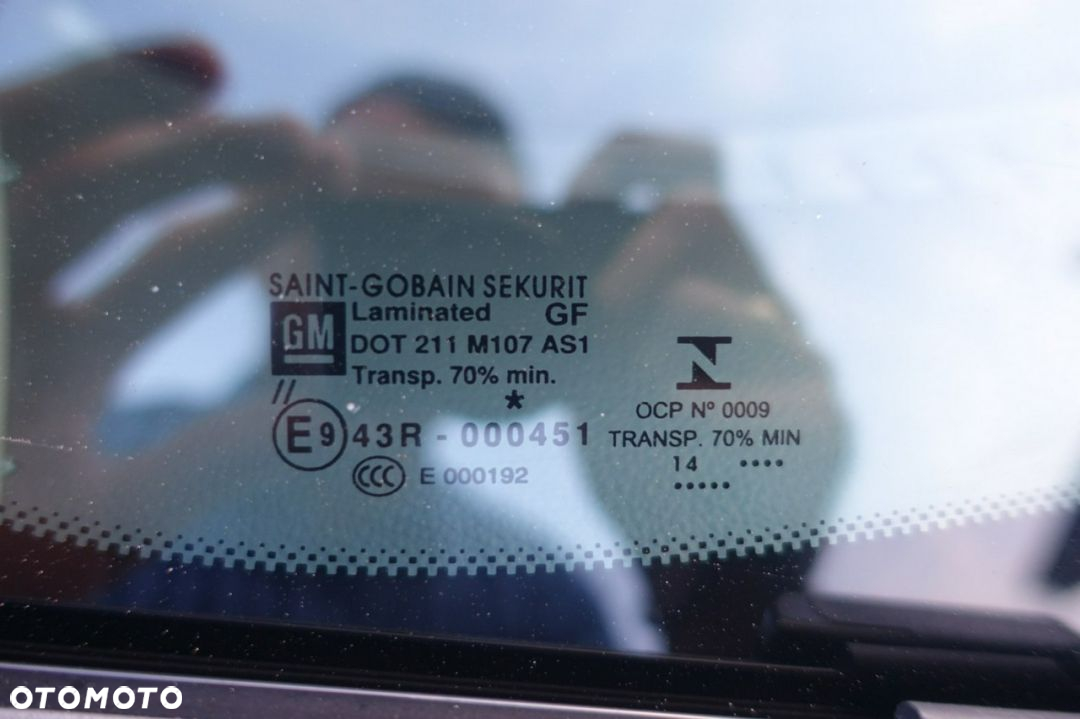 SAINT-GOBAIN SEKURIT
GM
Laminated GF
DOT 211 M107 AS1
Transp. 70% min.
//
*
E9 43R - 000451
CCC E 000192
N
OCP Nº 0009
TRANSP. 70% MIN
14 ••••
•••••
OTOMOTO